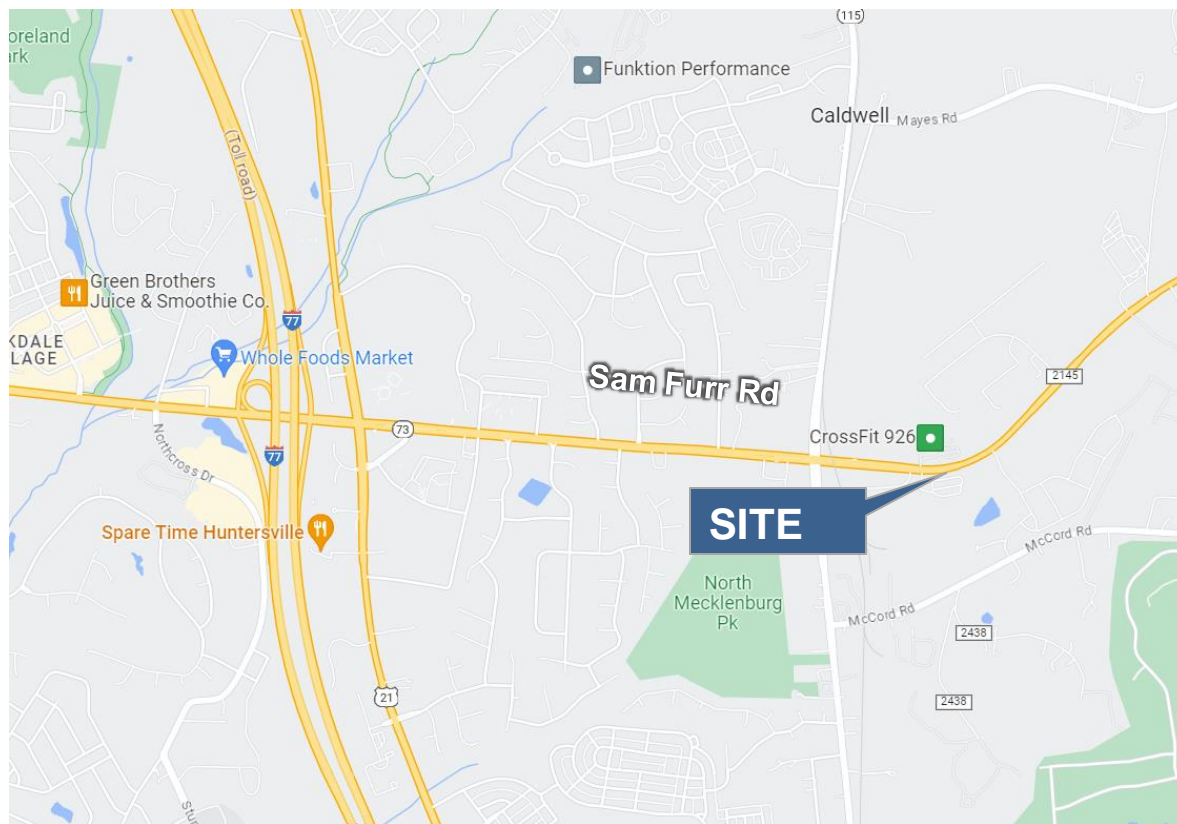 115
oreland
ark
Funktion Performance
Caldwell
Mayes Rd
(Toll road)
Green Brothers
Juice & Smoothie Co.
77
KDALE
LAGE
Whole Foods Market
Sam Furr Rd
2145
73
CrossFit 926
Northcross Dr
77
SITE
Spare Time Huntersville
McCord Rd
North
Mecklenburg
Pk
McCord Rd
2438
21
2438
Stu